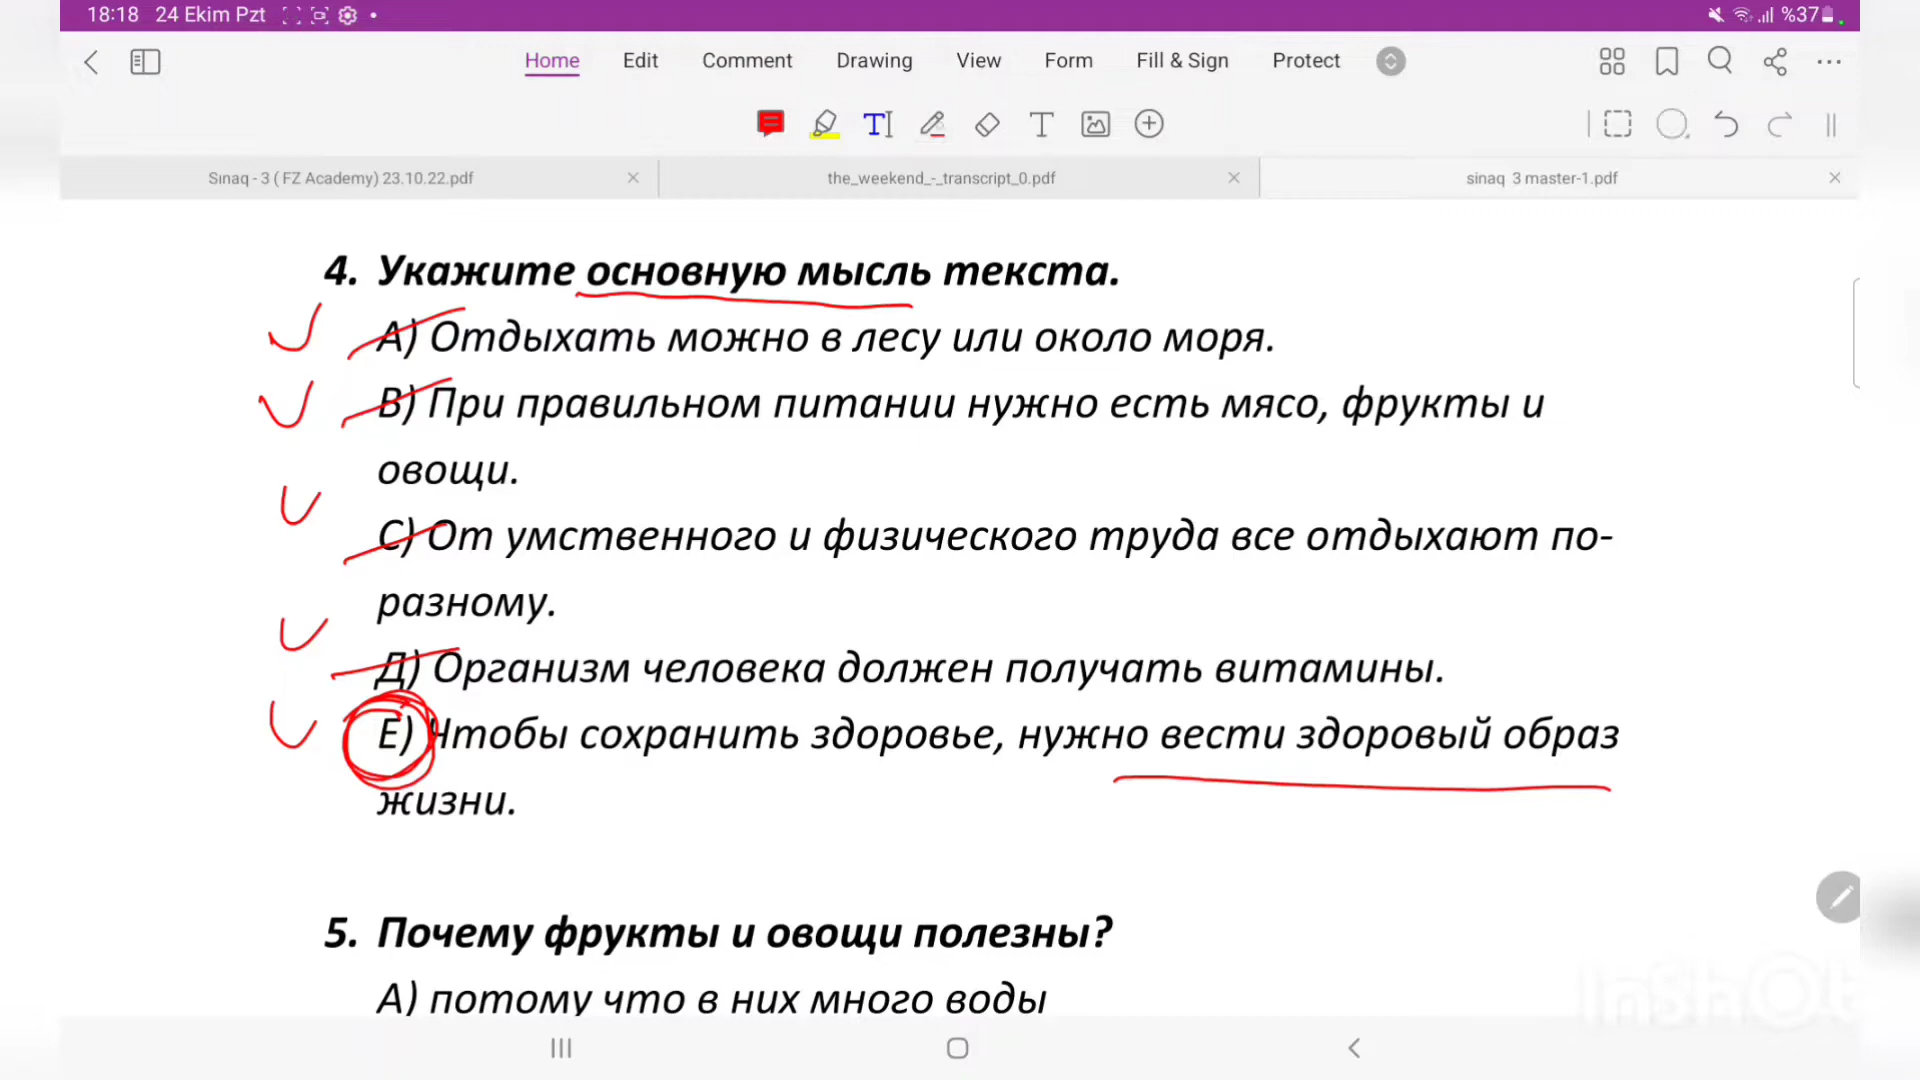 18:18 24 Ekim Pzt %37
Home Edit Comment Drawing View Form Fill & Sign Protect
Sınaq - 3 ( FZ Academy) 23.10.22.pdf the_weekend_-_transcript_0.pdf sinaq 3 master-1.pdf
4. Укажите основную мысль текста.
А) Отдыхать можно в лесу или около моря.
В) При правильном питании нужно есть мясо, фрукты и
овощи.
С) От умственного и физического труда все отдыхают по-
разному.
Д) Организм человека должен получать витамины.
Е) Чтобы сохранить здоровье, нужно вести здоровый образ
жизни.
5. Почему фрукты и овощи полезны?
А) потому что в них много воды
InShOt